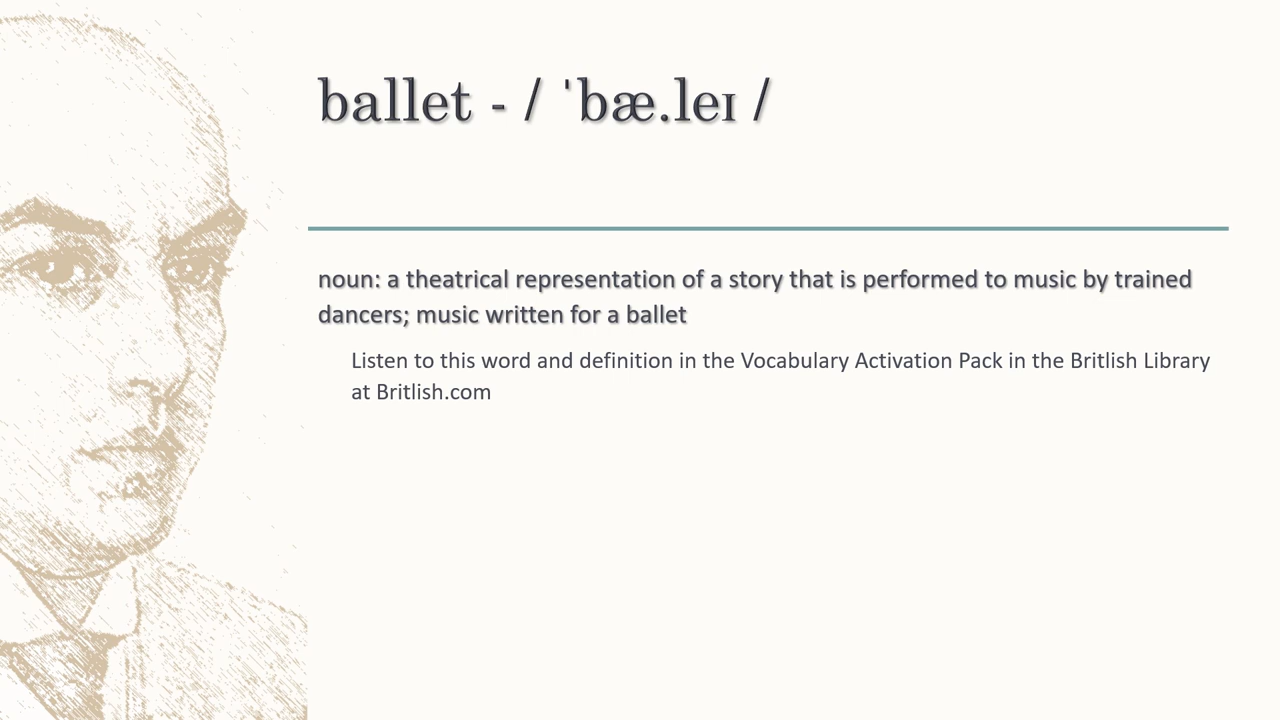 ballet - / ˈbæ.leɪ /
noun: a theatrical representation of a story that is performed to music by trained
dancers; music written for a ballet
Listen to this word and definition in the Vocabulary Activation Pack in the Britlish Library
at Britlish.com